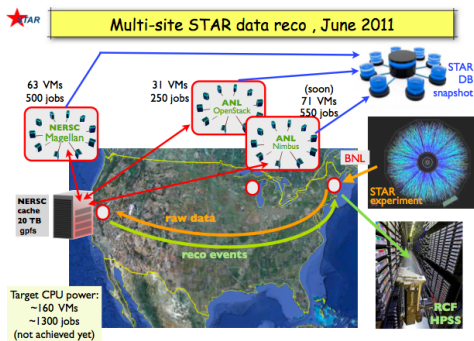 STAR
Multi-site STAR data reco , June 2011
63 VMs
500 jobs
31 VMs
250 jobs
(soon)
71 VMs
550 jobs
STAR
DB
snapshot
NERSC
Magellan
ANL
OpenStack
ANL
Nimbus
BNL
STAR
experiment
NERSC
cache
20 TB
gpfs
raw data
reco events
RCF
HPSS
Target CPU power:
~160 VMs
~1300 jobs
(not achieved yet)